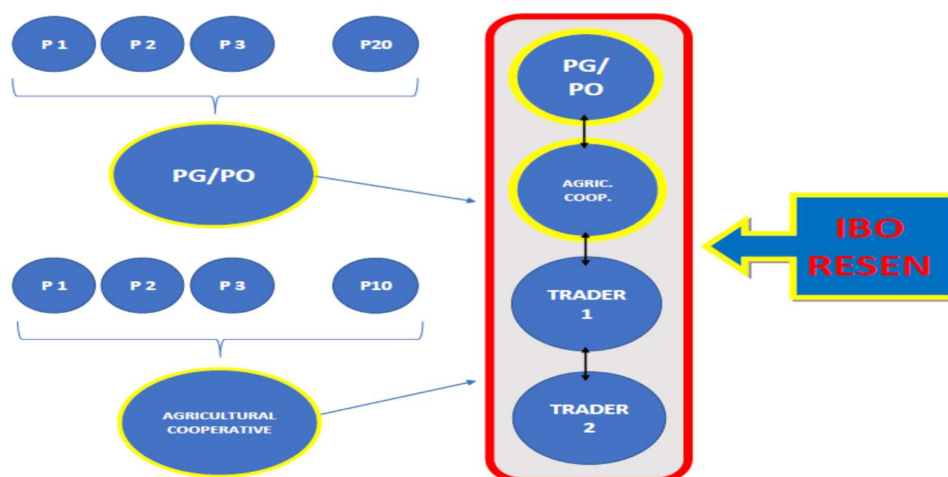 P 1
P 2
P 3
P20
PG/PO
P 1
P 2
P 3
P10
AGRICULTURAL
COOPERATIVE
PG/
PO
AGRIC.
COOP.
TRADER
1
TRADER
2
IBO
RESEN